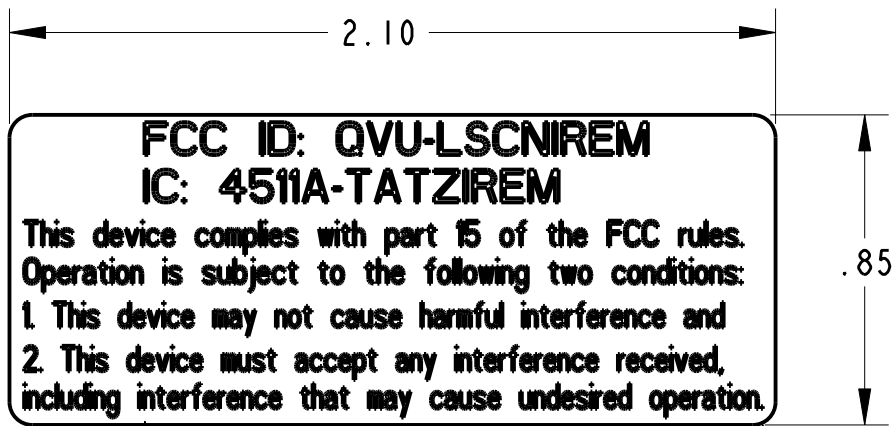 2.10
FCC ID: QVU-LSCNIREM
IC: 4511A-TATZIREM
This device complies with part 15 of the FCC rules.
Operation is subject to the following two conditions:
.85
1. This device may not cause harmful interference and
2. This device must accept any interference received,
including interference that may cause undesired operation.